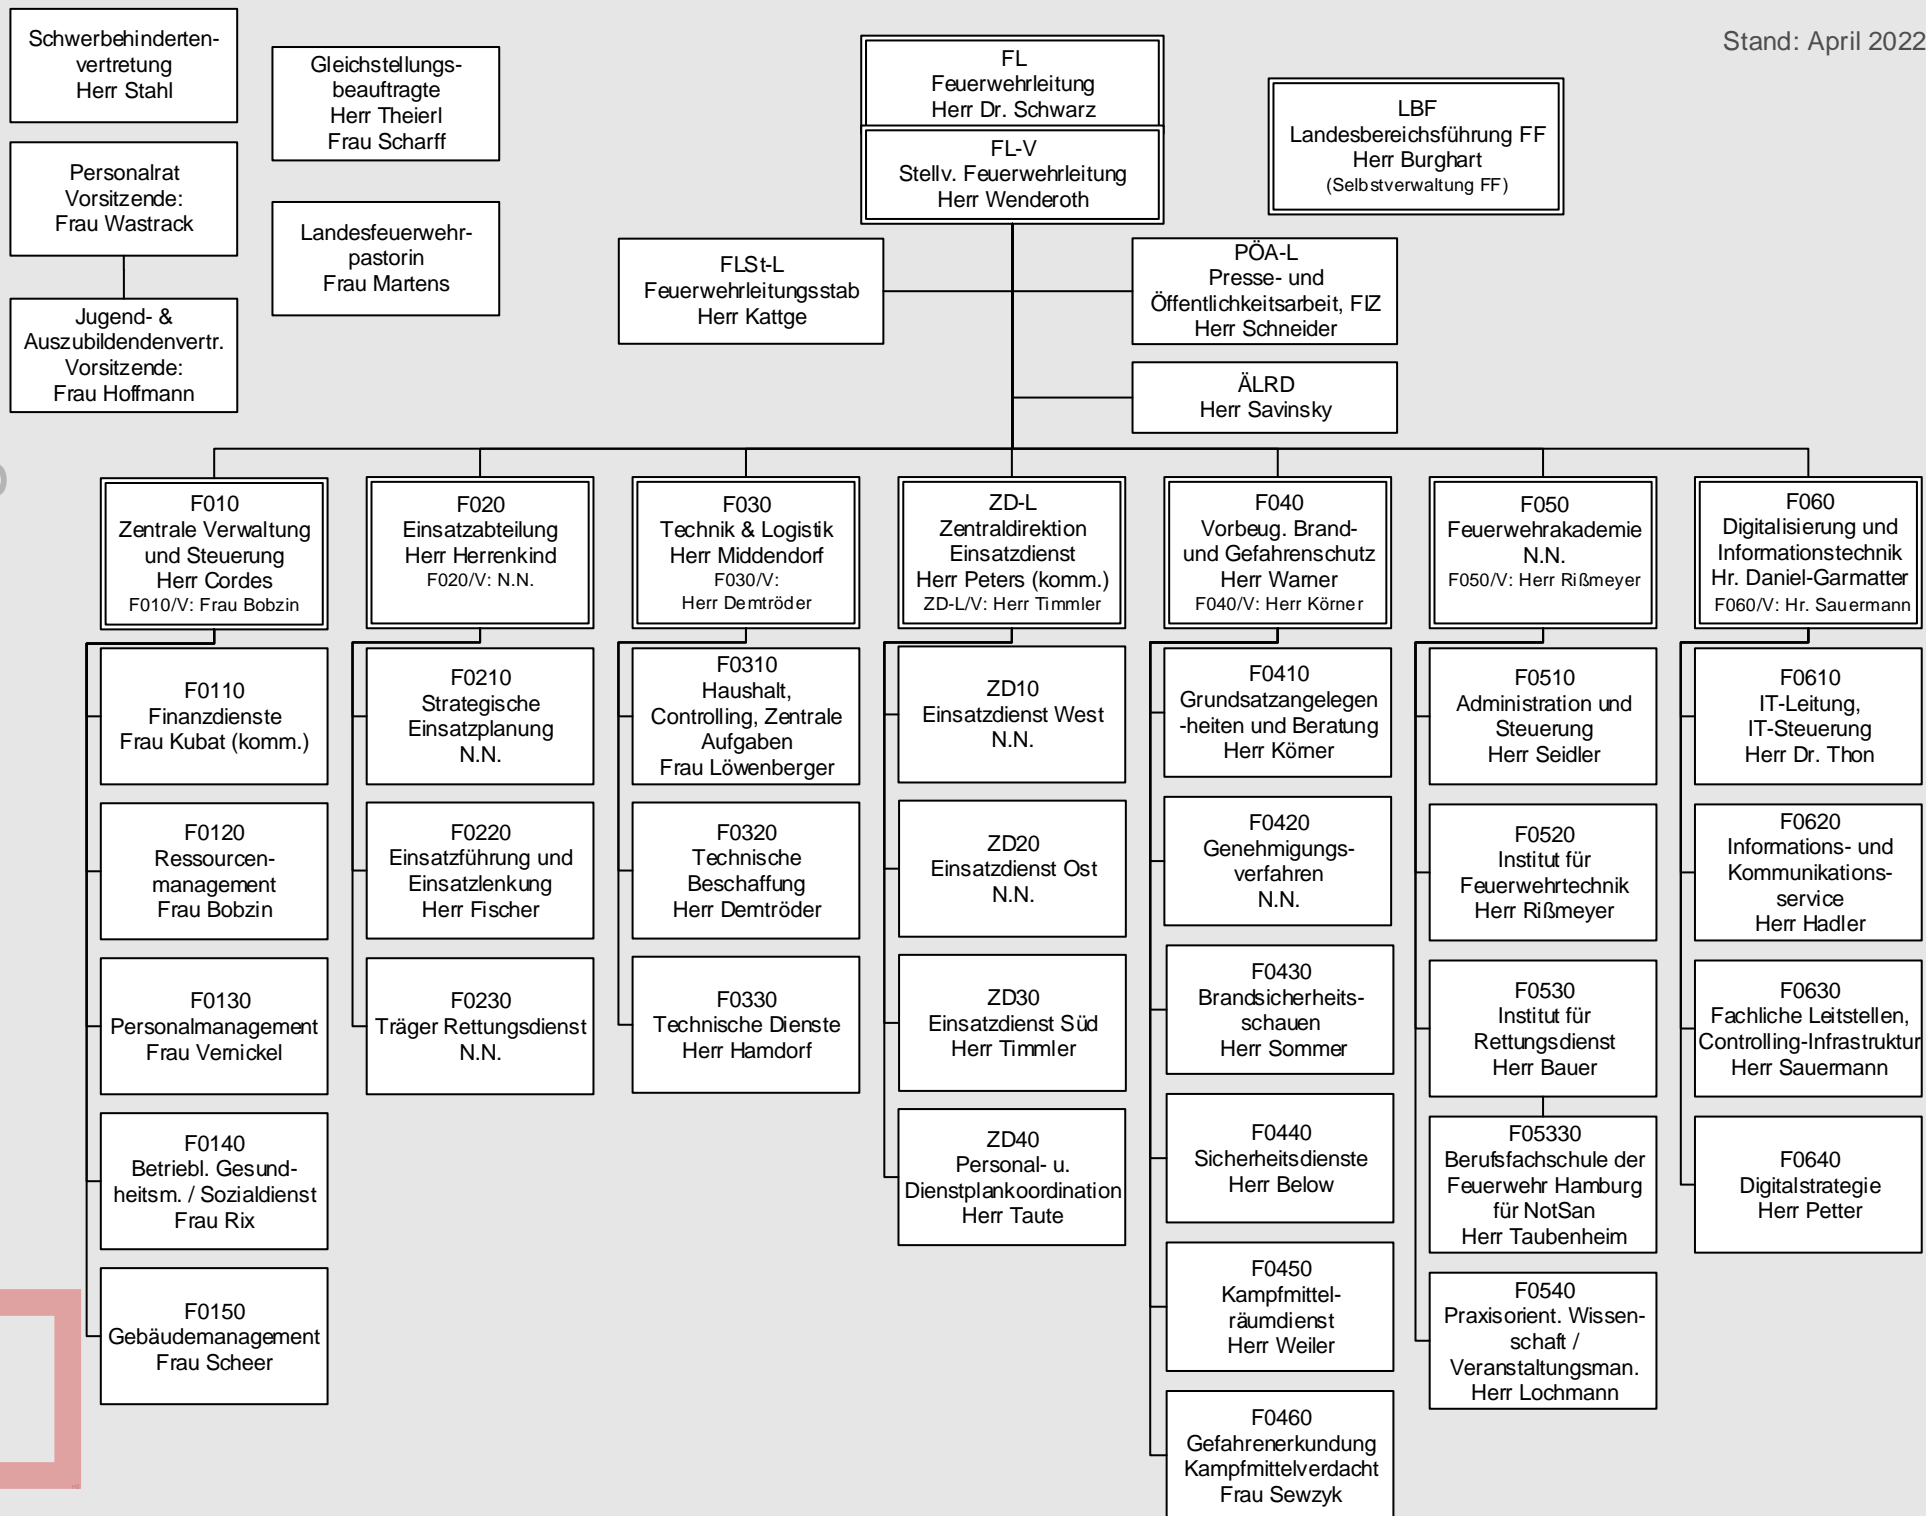 Stand: April 2022
Schwerbehinderten-
vertretung
Herr Stahl
Gleichstellungs-
beauftragte
Herr Theierl
Frau Scharff
Personalrat
Vorsitzende:
Frau Wastrack
Landesfeuerwehr-
pastorin
Frau Martens
Jugend- &
Auszubildendenvertr.
Vorsitzende:
Frau Hoffmann
FL
Feuerwehrleitung
Herr Dr. Schwarz
FL-V
Stellv. Feuerwehrleitung
Herr Wenderoth
LBF
Landesbereichsführung FF
Herr Burghart
(Selbstverwaltung FF)
FLSt-L
Feuerwehrleitungsstab
Herr Kattge
PÖA-L
Presse- und
Öffentlichkeitsarbeit, FIZ
Herr Schneider
ÄLRD
Herr Savinsky
F010
Zentrale Verwaltung
und Steuerung
Herr Cordes
F010/V: Frau Bobzin
F0110
Finanzdienste
Frau Kubat (komm.)
F0120
Ressourcen-
management
Frau Bobzin
F0130
Personalmanagement
Frau Vernickel
F0140
Betriebl. Gesund-
heitsm. / Sozialdienst
Frau Rix
F0150
Gebäudemanagement
Frau Scheer
F020
Einsatzabteilung
Herr Herrenkind
F020/V: N.N.
F0210
Strategische
Einsatzplanung
N.N.
F0220
Einsatzführung und
Einsatzlenkung
Herr Fischer
F0230
Träger Rettungsdienst
N.N.
F030
Technik & Logistik
Herr Middendorf
F030/V:
Herr Demtröder
F0310
Haushalt,
Controlling, Zentrale
Aufgaben
Frau Löwenberger
F0320
Technische
Beschaffung
Herr Demtröder
F0330
Technische Dienste
Herr Hamdorf
ZD-L
Zentraldirektion
Einsatzdienst
Herr Peters (komm.)
ZD-L/V: Herr Timmler
ZD10
Einsatzdienst West
N.N.
ZD20
Einsatzdienst Ost
N.N.
ZD30
Einsatzdienst Süd
Herr Timmler
ZD40
Personal- u.
Dienstplankoordination
Herr Taute
F040
Vorbeug. Brand-
und Gefahrenschutz
Herr Warner
F040/V: Herr Körner
F0410
Grundsatzangelegen
-heiten und Beratung
Herr Körner
F0420
Genehmigungs-
verfahren
N.N.
F0430
Brandsicherheits-
schauen
Herr Sommer
F0440
Sicherheitsdienste
Herr Below
F0450
Kampfmittel-
räumdienst
Herr Weiler
F0460
Gefahrenerkundung
Kampfmittelverdacht
Frau Sewzyk
F050
Feuerwehrakademie
N.N.
F050/V: Herr Rißmeyer
F0510
Administration und
Steuerung
Herr Seidler
F0520
Institut für
Feuerwehrtechnik
Herr Rißmeyer
F0530
Institut für
Rettungsdienst
Herr Bauer
F05330
Berufsfachschule der
Feuerwehr Hamburg
für NotSan
Herr Taubenheim
F0540
Praxisorient. Wissen-
schaft /
Veranstaltungsman.
Herr Lochmann
F060
Digitalisierung und
Informationstechnik
Hr. Daniel-Garmatter
F060/V: Hr. Sauermann
F0610
IT-Leitung,
IT-Steuerung
Herr Dr. Thon
F0620
Informations- und
Kommunikations-
service
Herr Hadler
F0630
Fachliche Leitstellen,
Controlling-Infrastruktur
Herr Sauermann
F0640
Digitalstrategie
Herr Petter